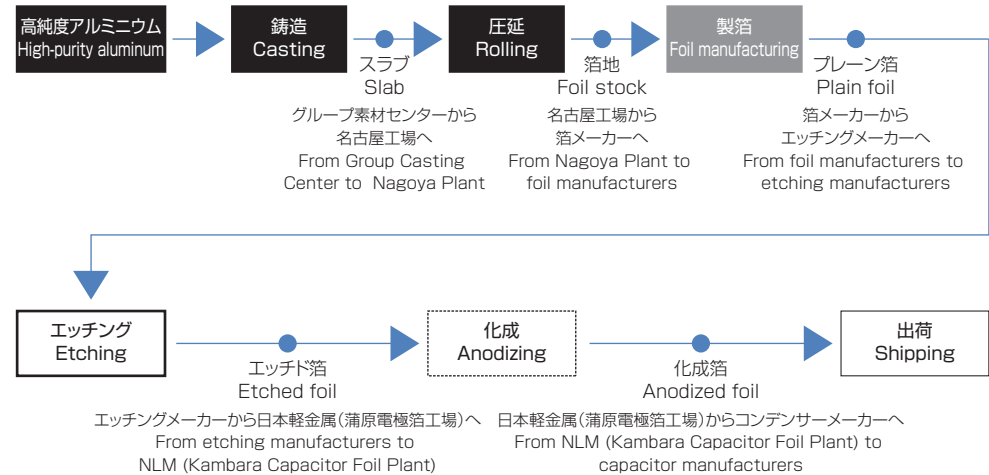 高純度アルミニウム
High-purity aluminum
鋳造
Casting
スラブ
Slab
グループ素材センターから
名古屋工場へ
From Group Casting
Center to Nagoya Plant
圧延
Rolling
箔地
Foil stock
名古屋工場から
箔メーカーへ
From Nagoya Plant to
foil manufacturers
製箔
Foil manufacturing
プレーン箔
Plain foil
箔メーカーから
エッチングメーカーへ
From foil manufacturers to
etching manufacturers
エッチング
Etching
エッチド箔
Etched foil
エッチングメーカーから日本軽金属(蒲原電極箔工場)へ
From etching manufacturers to
NLM (Kambara Capacitor Foil Plant)
化成
Anodizing
化成箔
Anodized foil
日本軽金属(蒲原電極箔工場)からコンデンサーメーカーへ
From NLM (Kambara Capacitor Foil Plant) to
capacitor manufacturers
出荷
Shipping